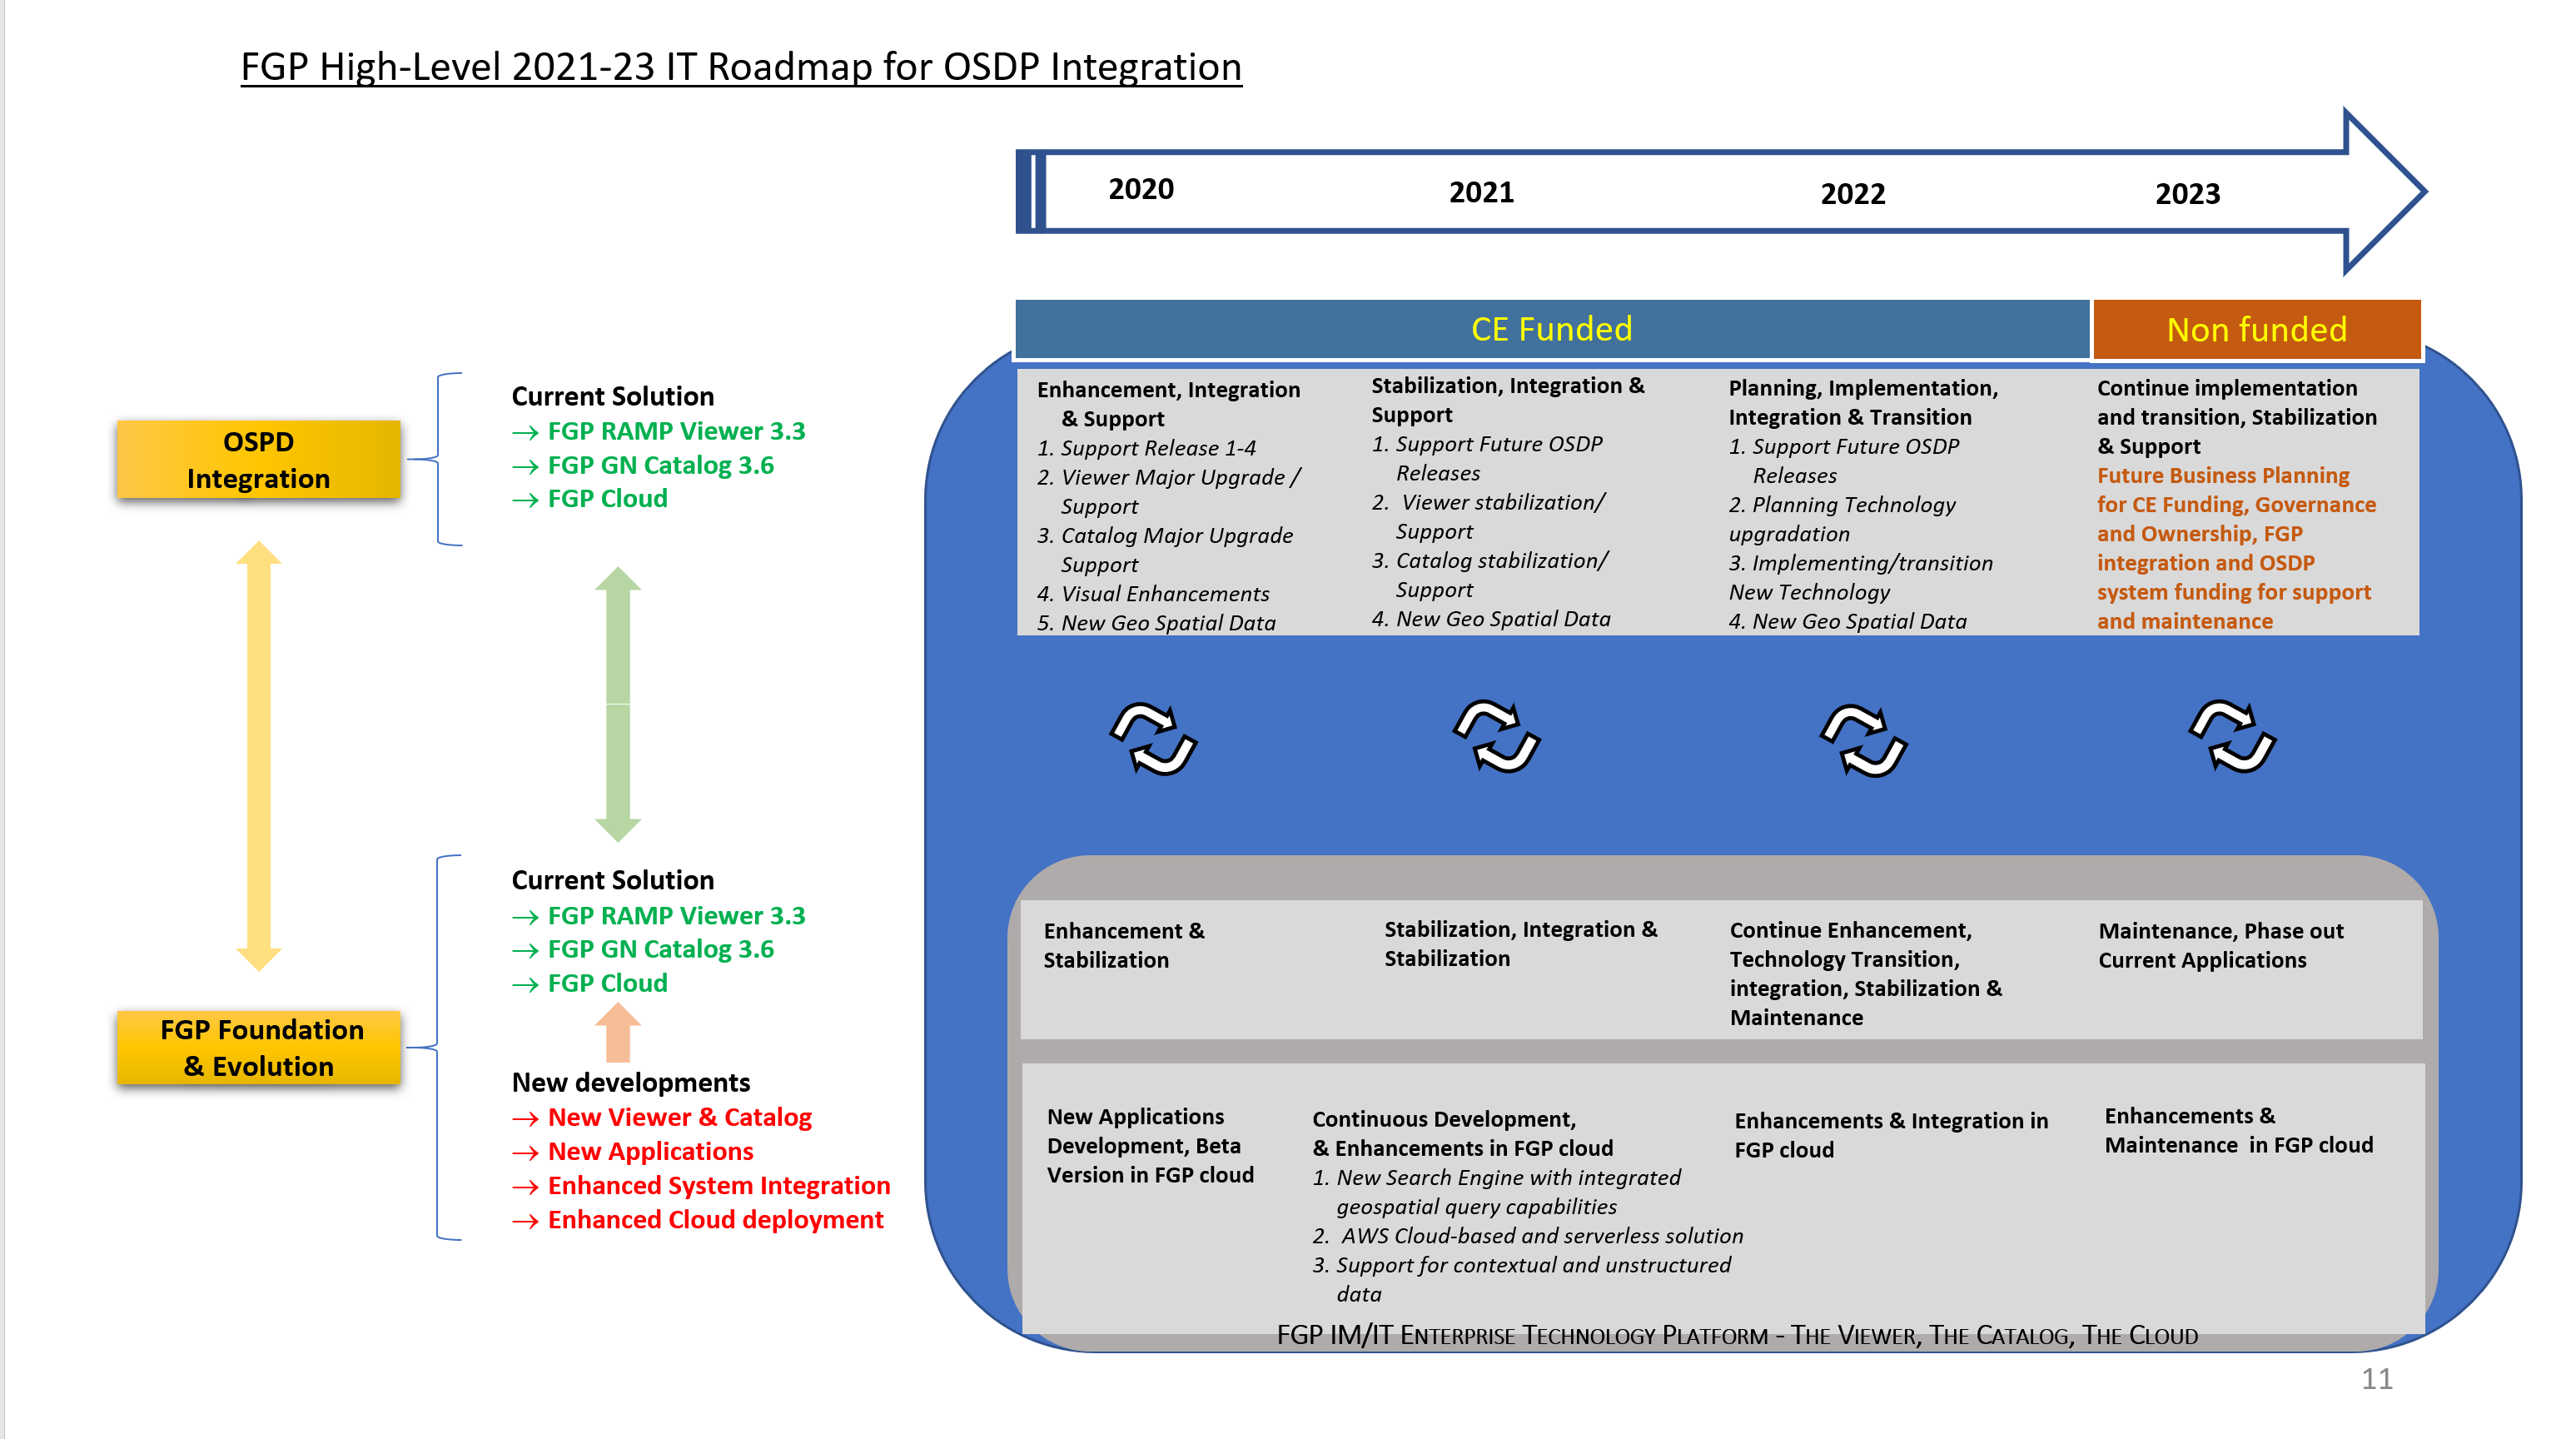 FGP High-Level 2021-23 IT Roadmap for OSDP Integration
2020
2021
2022
2023
CE Funded
Non funded
OSPD
Integration
Current Solution
→ FGP RAMP Viewer 3.3
→ FGP GN Catalog 3.6
→ FGP Cloud
Enhancement, Integration
& Support
1. Support Release 1-4
2. Viewer Major Upgrade /
Support
3. Catalog Major Upgrade
Support
4. Visual Enhancements
5. New Geo Spatial Data
Stabilization, Integration &
Support
1. Support Future OSDP
Releases
2. Viewer stabilization/
Support
3. Catalog stabilization/
Support
4. New Geo Spatial Data
Planning, Implementation,
Integration & Transition
1. Support Future OSDP
Releases
2. Planning Technology
upgradation
3. Implementing/transition
New Technology
4. New Geo Spatial Data
Continue implementation
and transition, Stabilization
& Support
Future Business Planning
for CE Funding, Governance
and Ownership, FGP
integration and OSDP
system funding for support
and maintenance
FGP Foundation
& Evolution
Current Solution
→ FGP RAMP Viewer 3.3
→ FGP GN Catalog 3.6
→ FGP Cloud
New developments
→ New Viewer & Catalog
→ New Applications
→ Enhanced System Integration
→ Enhanced Cloud deployment
Enhancement &
Stabilization
Stabilization, Integration &
Stabilization
Continue Enhancement,
Technology Transition,
integration, Stabilization &
Maintenance
Maintenance, Phase out
Current Applications
New Applications
Development, Beta
Version in FGP cloud
Continuous Development,
& Enhancements in FGP cloud
1. New Search Engine with integrated
geospatial query capabilities
2. AWS Cloud-based and serverless solution
3. Support for contextual and unstructured
data
Enhancements & Integration in
FGP cloud
Enhancements &
Maintenance in FGP cloud
FGP IM/IT Enterprise Technology Platform - The Viewer, The Catalog, The Cloud
11